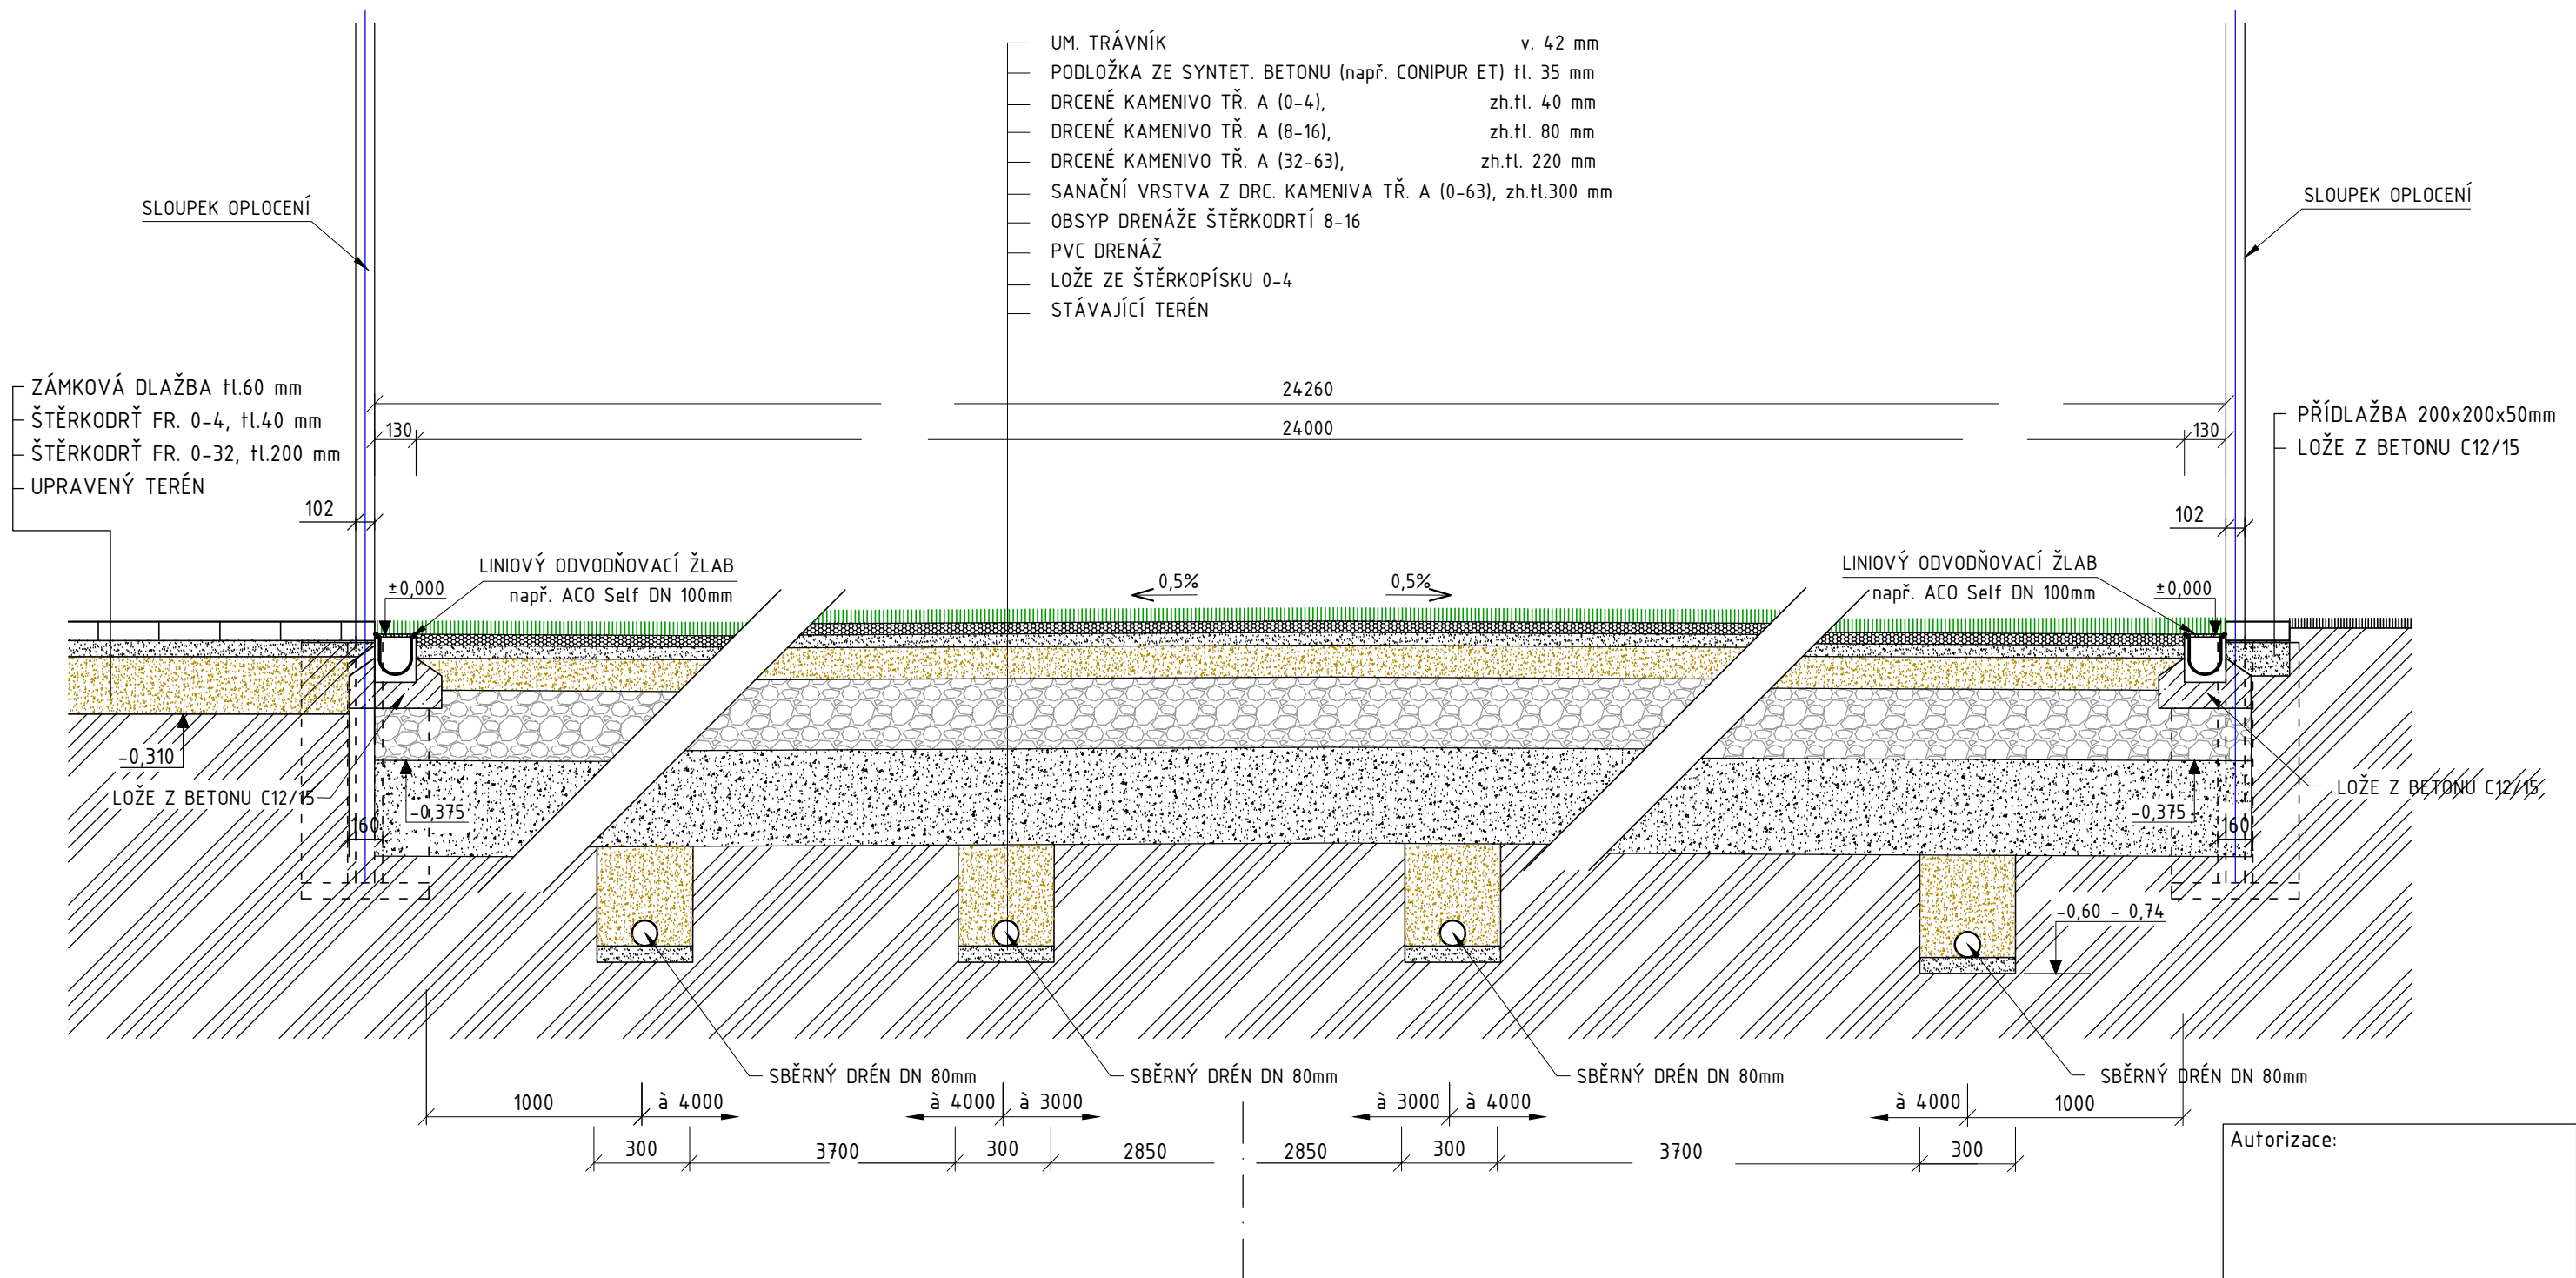 UM. TRÁVNÍK v. 42 mm
PODLOŽKA ZE SYNTET. BETONU (např. CONIPUR ET) tl. 35 mm
DRCENÉ KAMENIVO TŘ. A (0-4), zh.tl. 40 mm
DRCENÉ KAMENIVO TŘ. A (8-16), zh.tl. 80 mm
DRCENÉ KAMENIVO TŘ. A (32-63), zh.tl. 220 mm
SANAČNÍ VRSTVA Z DRC. KAMENIVA TŘ. A (0-63), zh.tl.300 mm
OBSYP DRENÁŽE ŠTĚRKODRTÍ 8-16
PVC DRENÁŽ
LOŽE ZE ŠTĚRKOPÍSKU 0-4
STÁVAJÍCÍ TERÉN
SLOUPEK OPLOCENÍ
SLOUPEK OPLOCENÍ
ZÁMKOVÁ DLAŽBA tl.60 mm
ŠTĚRKODRŤ FR. 0-4, tl.40 mm
ŠTĚRKODRŤ FR. 0-32, tl.200 mm
UPRAVENÝ TERÉN
24260
130
24000
130
PŘÍDLAŽBA 200x200x50mm
LOŽE Z BETONU C12/15
102
102
LINIOVÝ ODVODŇOVACÍ ŽLAB
např. ACO Self DN 100mm
±0,000
0,5%
0,5%
LINIOVÝ ODVODŇOVACÍ ŽLAB
např. ACO Self DN 100mm
±0,000
-0,310
LOŽE Z BETONU C12/15
-0,375
160
-0,375
160
LOŽE Z BETONU C12/15
-0,60 - 0,74
SBĚRNÝ DRÉN DN 80mm
SBĚRNÝ DRÉN DN 80mm
SBĚRNÝ DRÉN DN 80mm
SBĚRNÝ DRÉN DN 80mm
1000
à 4000
à 4000
à 3000
à 3000
à 4000
à 4000
1000
300
3700
300
2850
2850
300
3700
300
Autorizace: